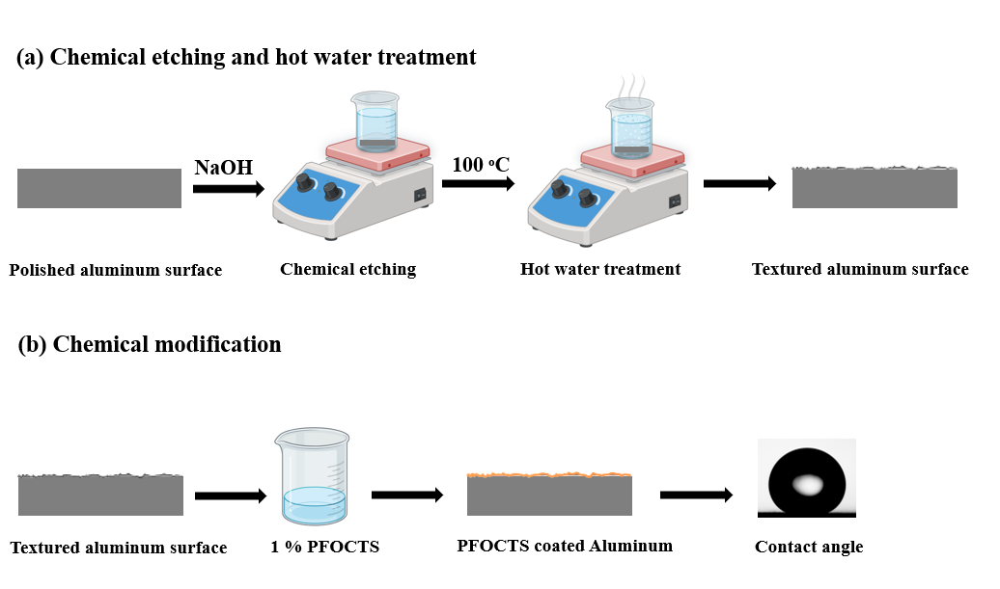 (a) Chemical etching and hot water treatment
NaOH
100 °C
Polished aluminum surface
Chemical etching
Hot water treatment
Textured aluminum surface
(b) Chemical modification
Textured aluminum surface
1 % PFOCTS
PFOCTS coated Aluminum
Contact angle